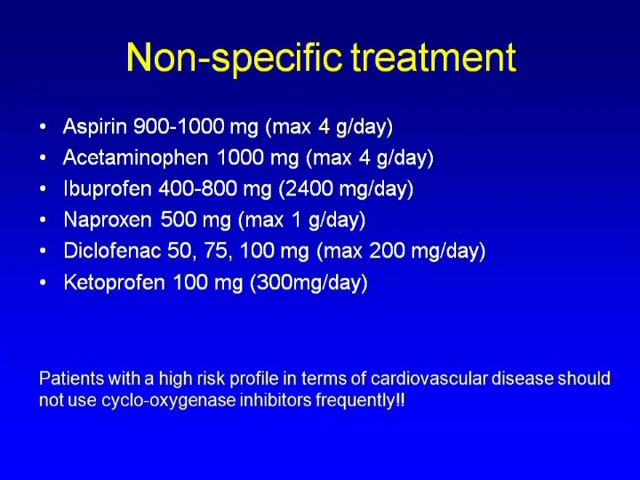 Non-specific treatment
• Aspirin 900-1000 mg (max 4 g/day)
• Acetaminophen 1000 mg (max 4 g/day)
• Ibuprofen 400-800 mg (2400 mg/day)
• Naproxen 500 mg (max 1 g/day)
• Diclofenac 50, 75, 100 mg (max 200 mg/day)
• Ketoprofen 100 mg (300mg/day)
Patients with a high risk profile in terms of cardiovascular disease should
not use cyclo-oxygenase inhibitors frequently!!